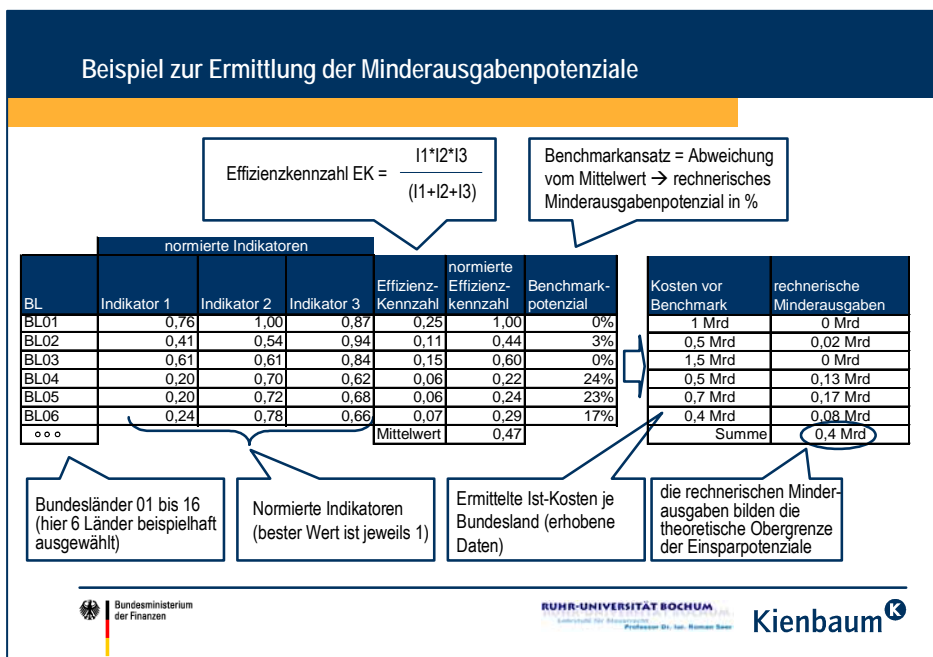 Beispiel zur Ermittlung der Minderausgabenpotenziale
Effizienzkennzahl EK = I1*I2*I3
(I1+I2+I3)
Benchmarkansatz = Abweichung
vom Mittelwert → rechnerisches
Minderausgabenpotenzial in %
normierte Indikatoren
BL Indikator 1 Indikator 2 Indikator 3 Effizienz-Kennzahl normierte Effizienz-kennzahl Benchmark-potenzial Kosten vor Benchmark rechnerische Minderausgaben
BL01 0,76 1,00 0,87 0,25 1,00 0% 1 Mrd 0 Mrd
BL02 0,41 0,54 0,94 0,11 0,44 3% 0,5 Mrd 0,02 Mrd
BL03 0,61 0,61 0,84 0,15 0,60 0% 1,5 Mrd 0 Mrd
BL04 0,20 0,70 0,62 0,06 0,22 24% 0,5 Mrd 0,13 Mrd
BL05 0,20 0,72 0,68 0,06 0,24 23% 0,7 Mrd 0,17 Mrd
BL06 0,24 0,78 0,66 0,07 0,29 17% 0,4 Mrd 0,08 Mrd
°°° Mittelwert 0,47 Summe 0,4 Mrd
Bundesländer 01 bis 16
(hier 6 Länder beispielhaft
ausgewählt)
Normierte Indikatoren
(bester Wert ist jeweils 1)
Ermittelte Ist-Kosten je
Bundesland (erhobene
Daten)
die rechnerischen Minder-
ausgaben bilden die
theoretische Obergrenze
der Einsparpotenziale
Bundesministerium
der Finanzen
RUHR-UNIVERSITÄT BOCHUM
Lehrstuhl für Steuerrecht
Professor Dr. iur. Roman Seer
Kienbaum K